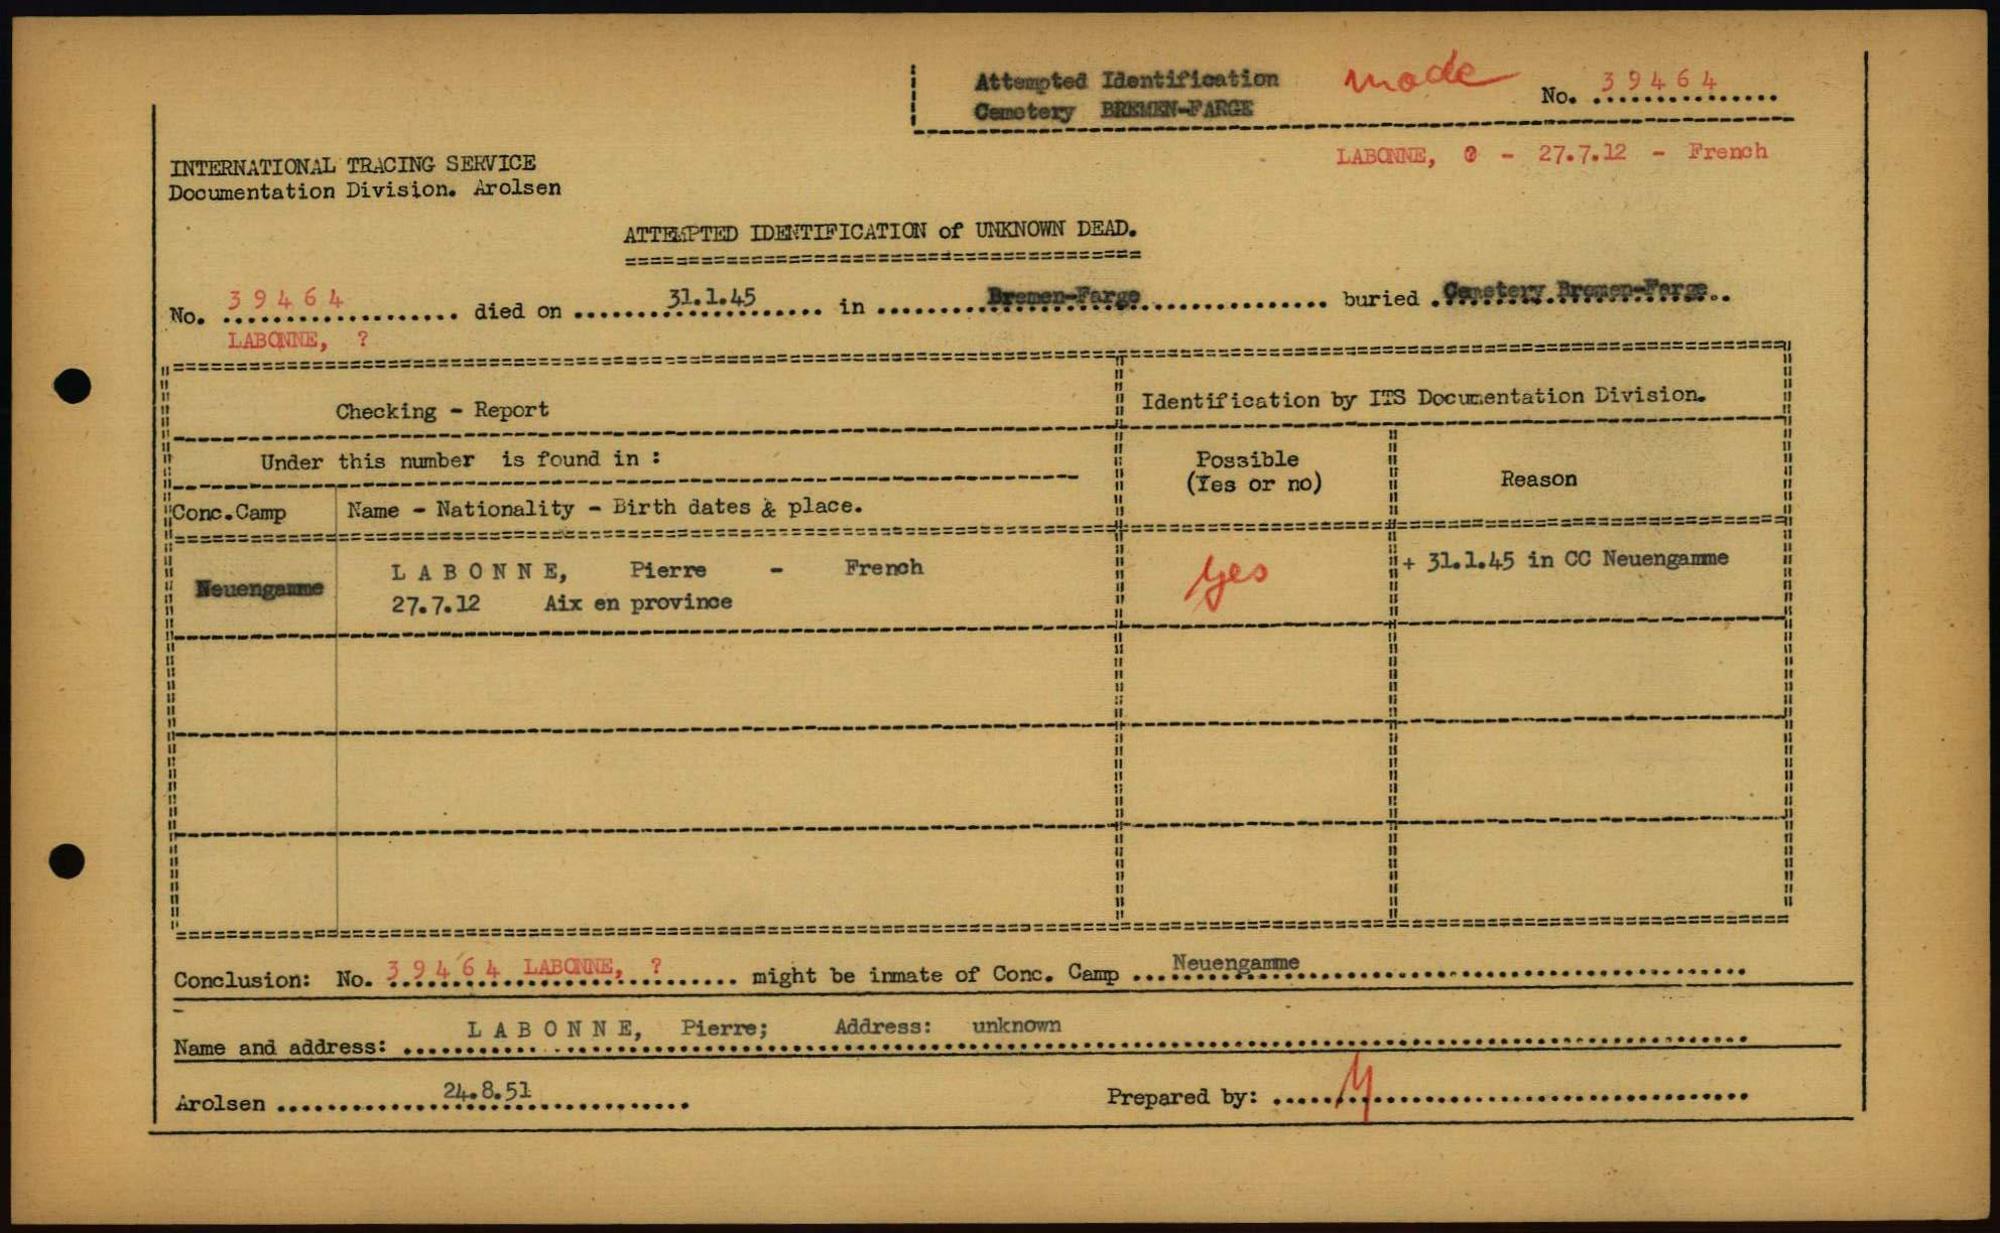 Attempted Identification made No. 39464
Cemetery BREMEN-FARGE
LABONNE, ? - 27.7.12 - French
INTERNATIONAL TRACING SERVICE
Documentation Division. Arolsen
ATTEMPTED IDENTIFICATION of UNKNOWN DEAD.
No. 39464 died on 31.1.45 in Bremen-Farge buried Cemetery Bremen-Farge
LABONNE, ?
Checking - Report
Identification by ITS Documentation Division.
Under this number is found in :
Possible
(Yes or no)
Reason
Conc.Camp Name - Nationality - Birth dates & place.
Neuengamme L A B O N N E, Pierre - French yes + 31.1.45 in CC Neuengamme
27.7.12 Aix en province
Conclusion: No. 39464 LABONNE, ? might be inmate of Conc. Camp Neuengamme
Name and address: L A B O N N E, Pierre; Address: unknown
Arolsen 24.8.51 Prepared by: